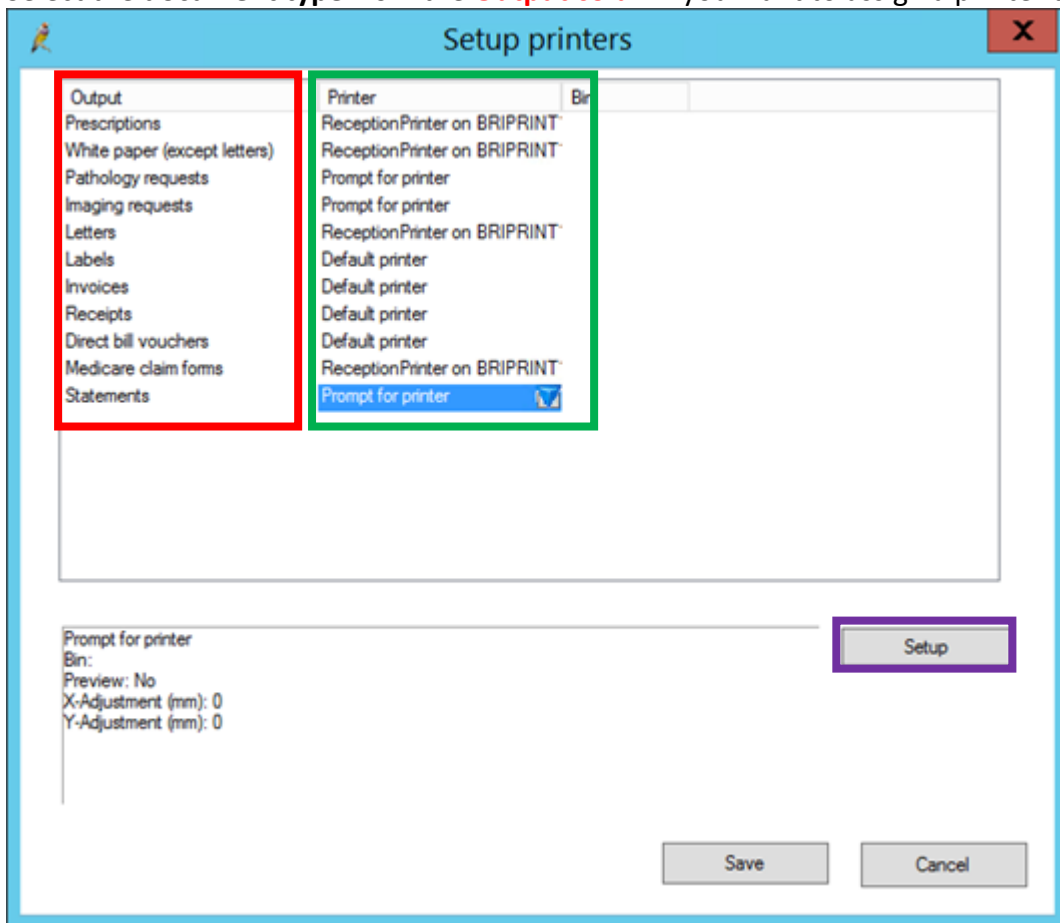 Setup printers
X
Output Printer
Prescriptions ReceptionPrinter on BRIPRINT
White paper (except letters) ReceptionPrinter on BRIPRINT
Pathology requests Prompt for printer
Imaging requests Prompt for printer
Letters ReceptionPrinter on BRIPRINT
Labels Default printer
Invoices Default printer
Receipts Default printer
Direct bill vouchers Default printer
Medicare claim forms ReceptionPrinter on BRIPRINT
Statements Prompt for printer
Prompt for printer
Setup
Bin:
Preview: No
X-Adjustment (mm): 0
Y-Adjustment (mm): 0
Save Cancel